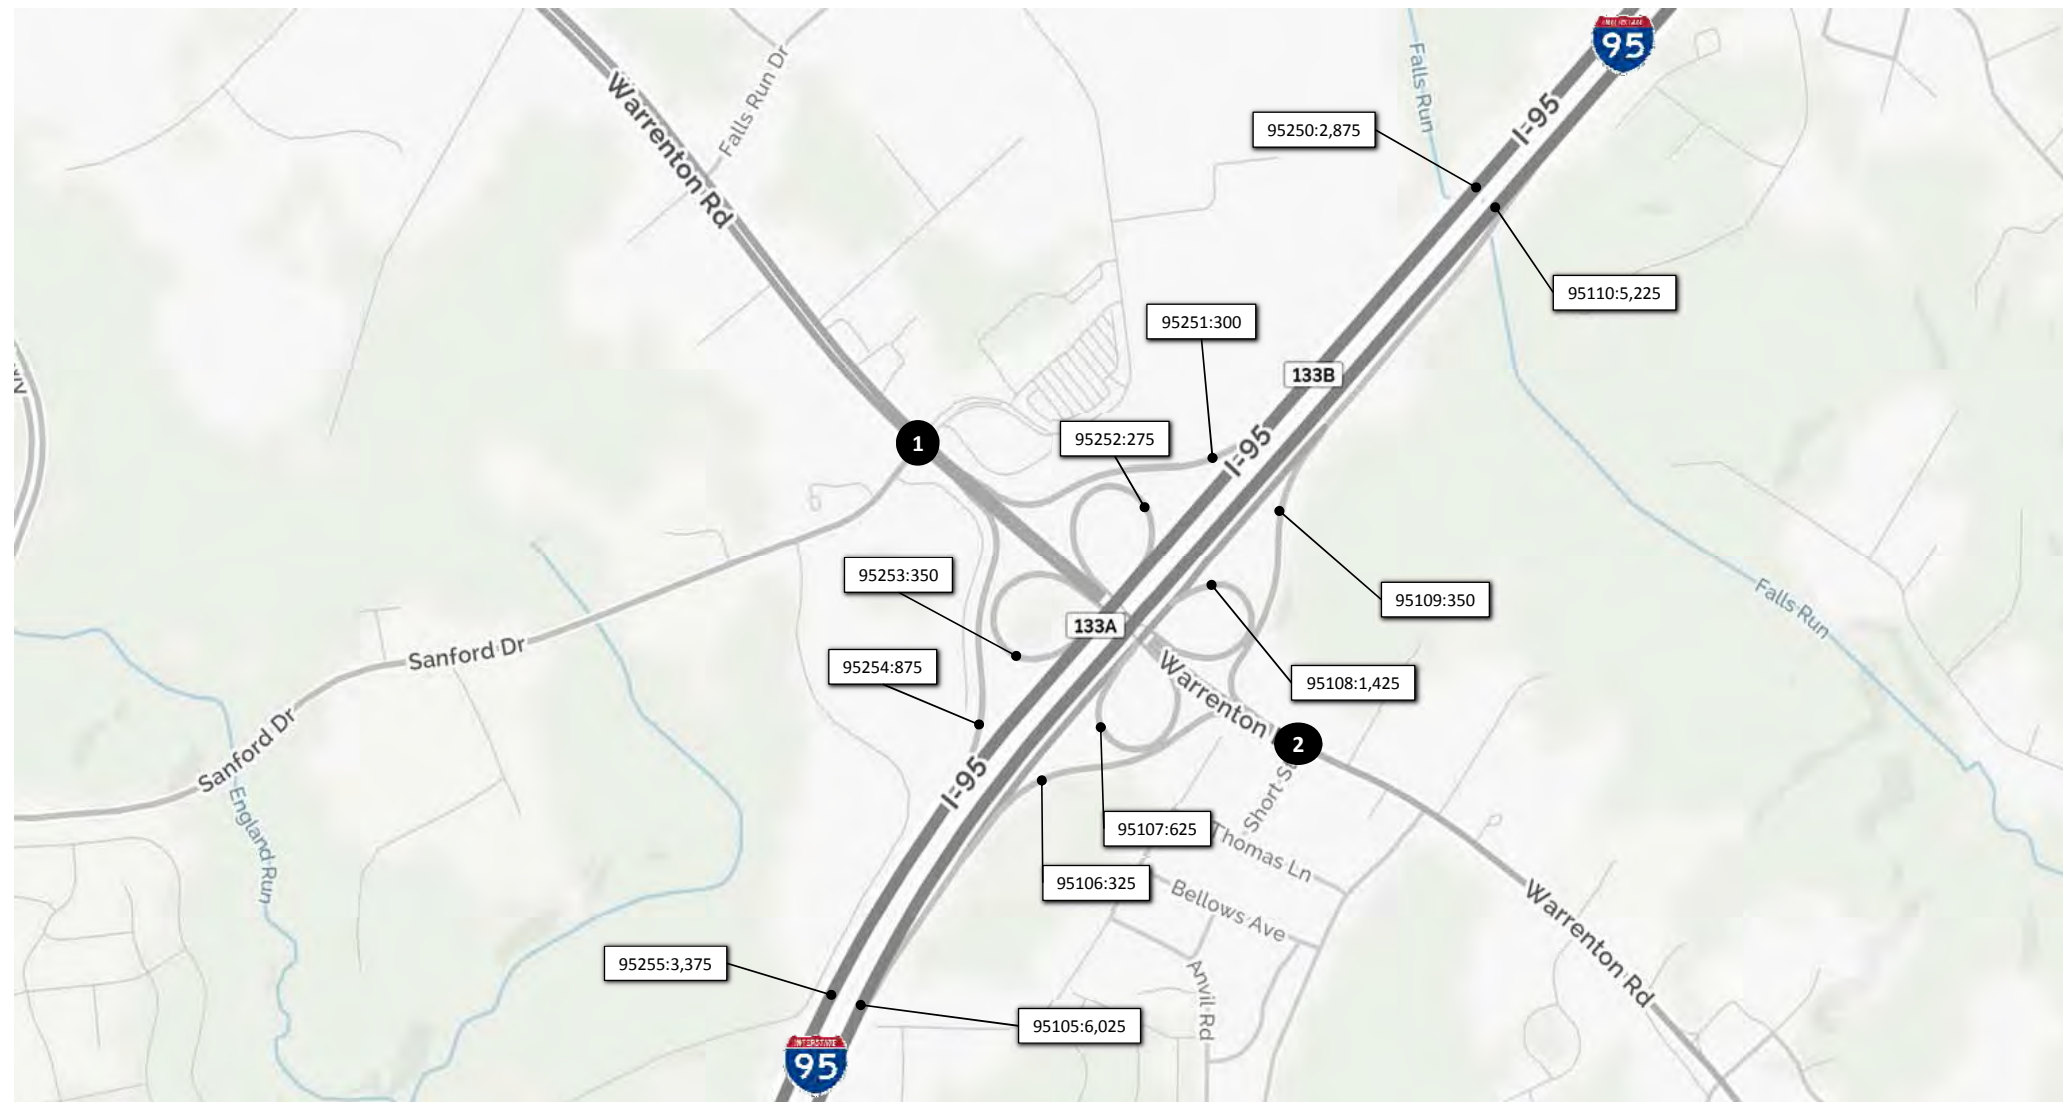 INTERSTATE
95
Falls Run Dr
Falls Run
Warrenton Rd
I-95
95250:2,875
95110:5,225
95251:300
133B
1
95252:275
I-95
95253:350
95109:350
Falls Run
133A
Sanford Dr
95254:875
95108:1,425
Warrenton
2
Sanford Dr
I-95
Short St
England Run
95107:625
Thomas Ln
95106:325
Bellows Ave
Warrenton Rd
95255:3,375
Anvil Rd
95105:6,025
INTERSTATE
95